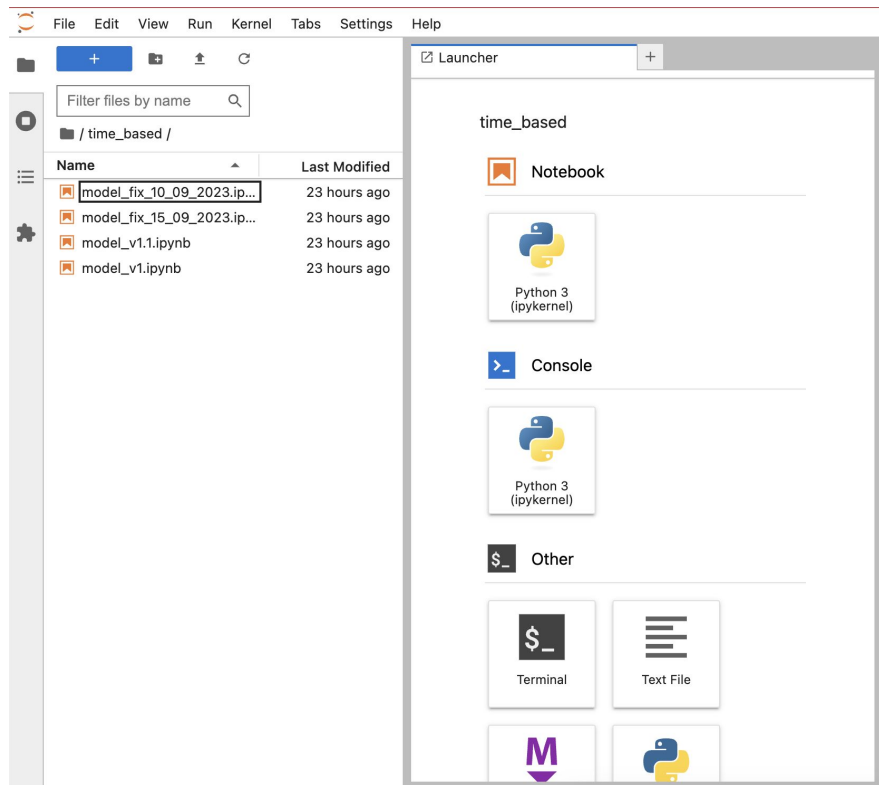 File Edit View Run Kernel Tabs Settings Help
+
Filter files by name
/ time_based /
Name Last Modified
model_fix_10_09_2023.ip... 23 hours ago
model_fix_15_09_2023.ip... 23 hours ago
model_v1.1.ipynb 23 hours ago
model_v1.ipynb 23 hours ago
Launcher +
time_based
Notebook
Python 3
(ipykernel)
>_ Console
Python 3
(ipykernel)
$_ Other
$_
Terminal Text File
M